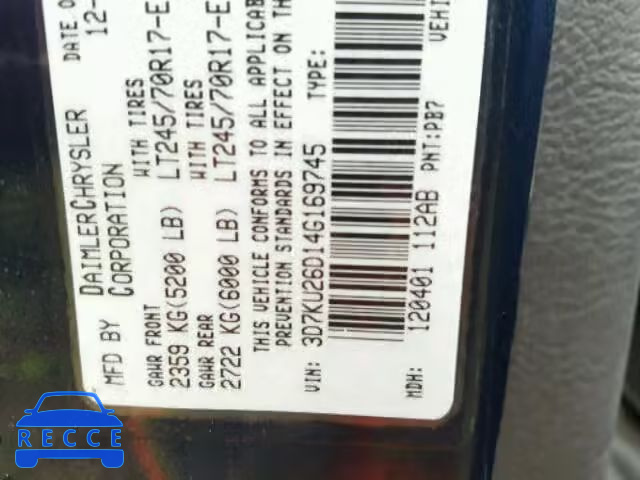 MFD BY DAIMLERCHRYSLER CORPORATION
DATE O
12-
GAWR FRONT WITH TIRES
2359 KG(5200 LB) LT245/70R17-E
GAWR REAR WITH TIRES
2722 KG(6000 LB) LT245/70R17-E
THIS VEHICLE CONFORMS TO ALL APPLICABL
PREVENTION STANDARDS IN EFFECT ON TH
VIN: 3D7KU26D14G169745 TYPE:
VEHI
MDH: 120401 112AB PNT:PB7
RECCE